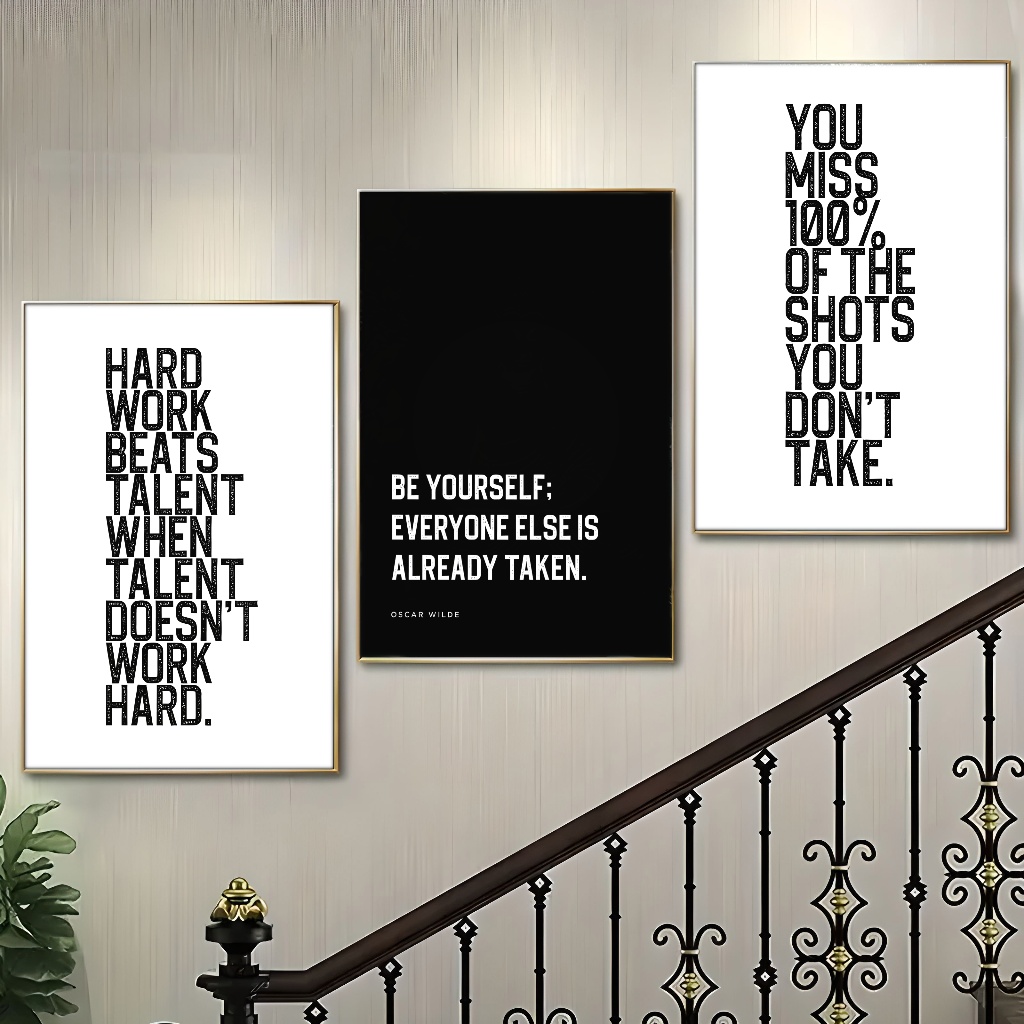 HARD
WORK
BEATS
TALENT
WHEN
TALENT
DOESN'T
WORK
HARD.
BE YOURSELF;
EVERYONE ELSE IS
ALREADY TAKEN.
OSCAR WILDE
YOU
MISS
100%
OF THE
SHOTS
YOU
DON'T
TAKE.